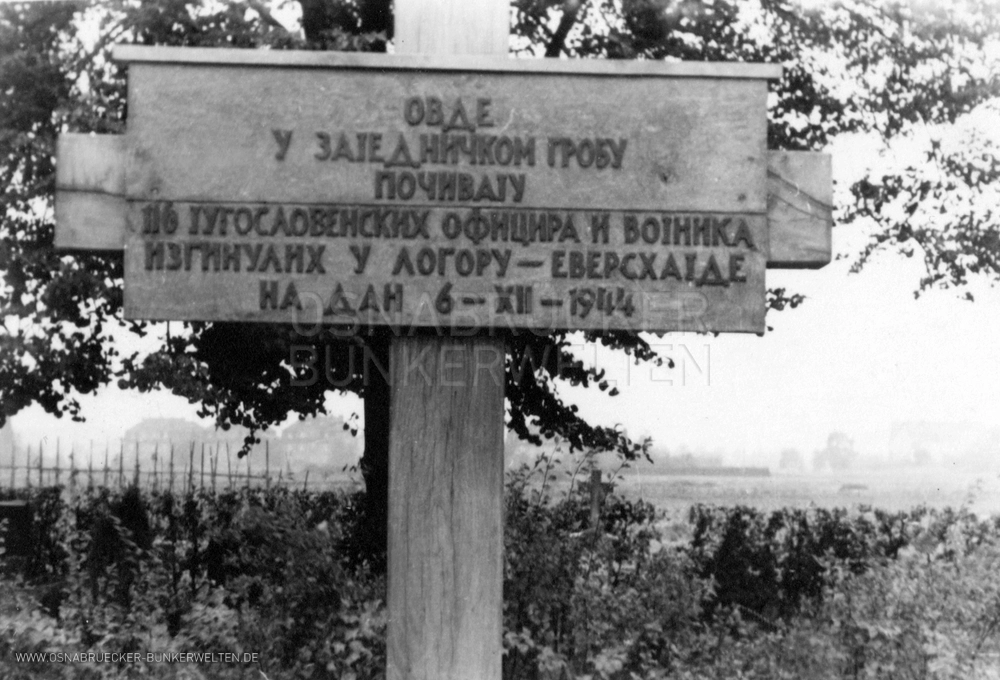 ОВДЕ
У ЗАЈЕДНИЧКОМ ГРОБУ
ПОЧИВАЈУ
116 ЈУГОСЛОВЕНСКИХ ОФИЦИРА И ВОЈНИКА
ИЗГИНУЛИХ У ЛОГОРУ — ЕВЕРСХАЈДЕ
НА ДАН 6 — XII — 1944
OSNABRÜCKER
BUNKERWELTEN
WWW.OSNABRUECKER-BUNKERWELTEN.DE